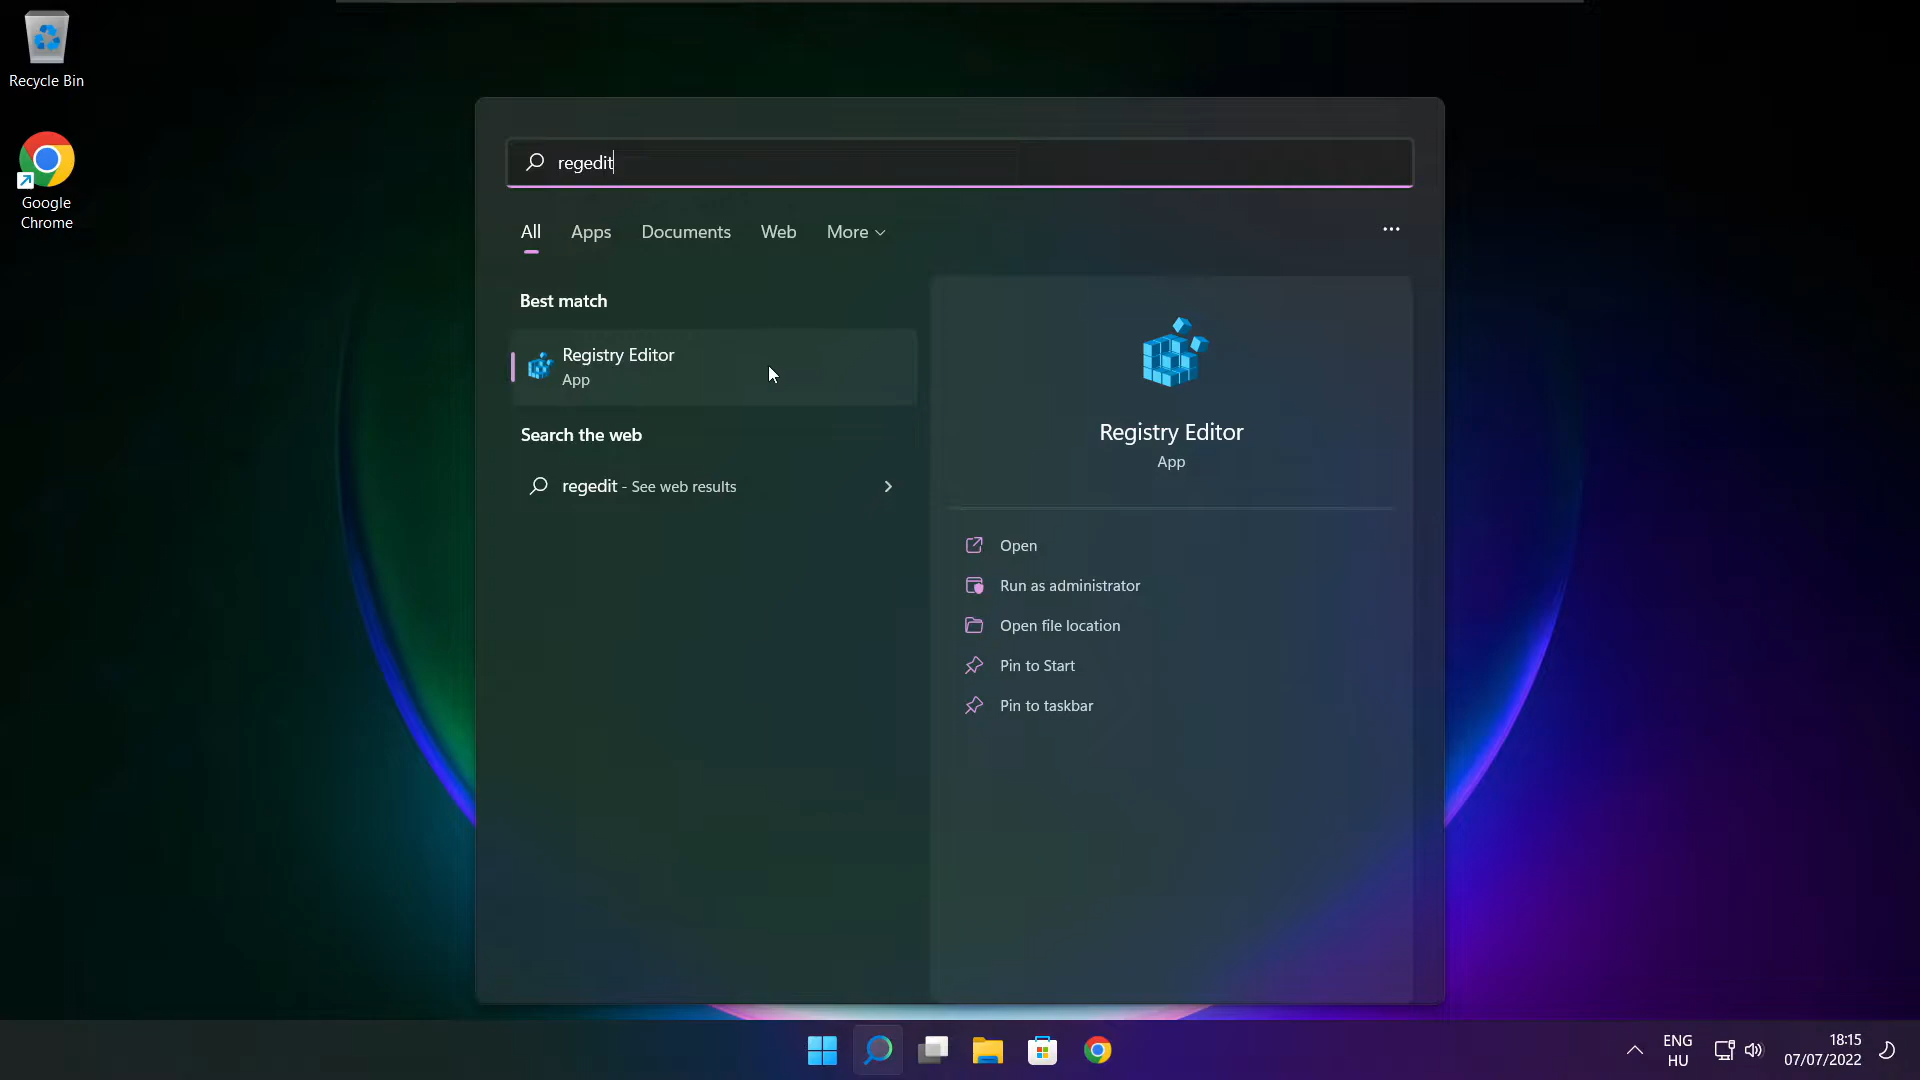 Recycle Bin
Google
Chrome
regedit
All Apps Documents Web More
Best match
Registry Editor
App
Search the web
regedit - See web results
Registry Editor
App
Open
Run as administrator
Open file location
Pin to Start
Pin to taskbar
ENG
HU
18:15
07/07/2022